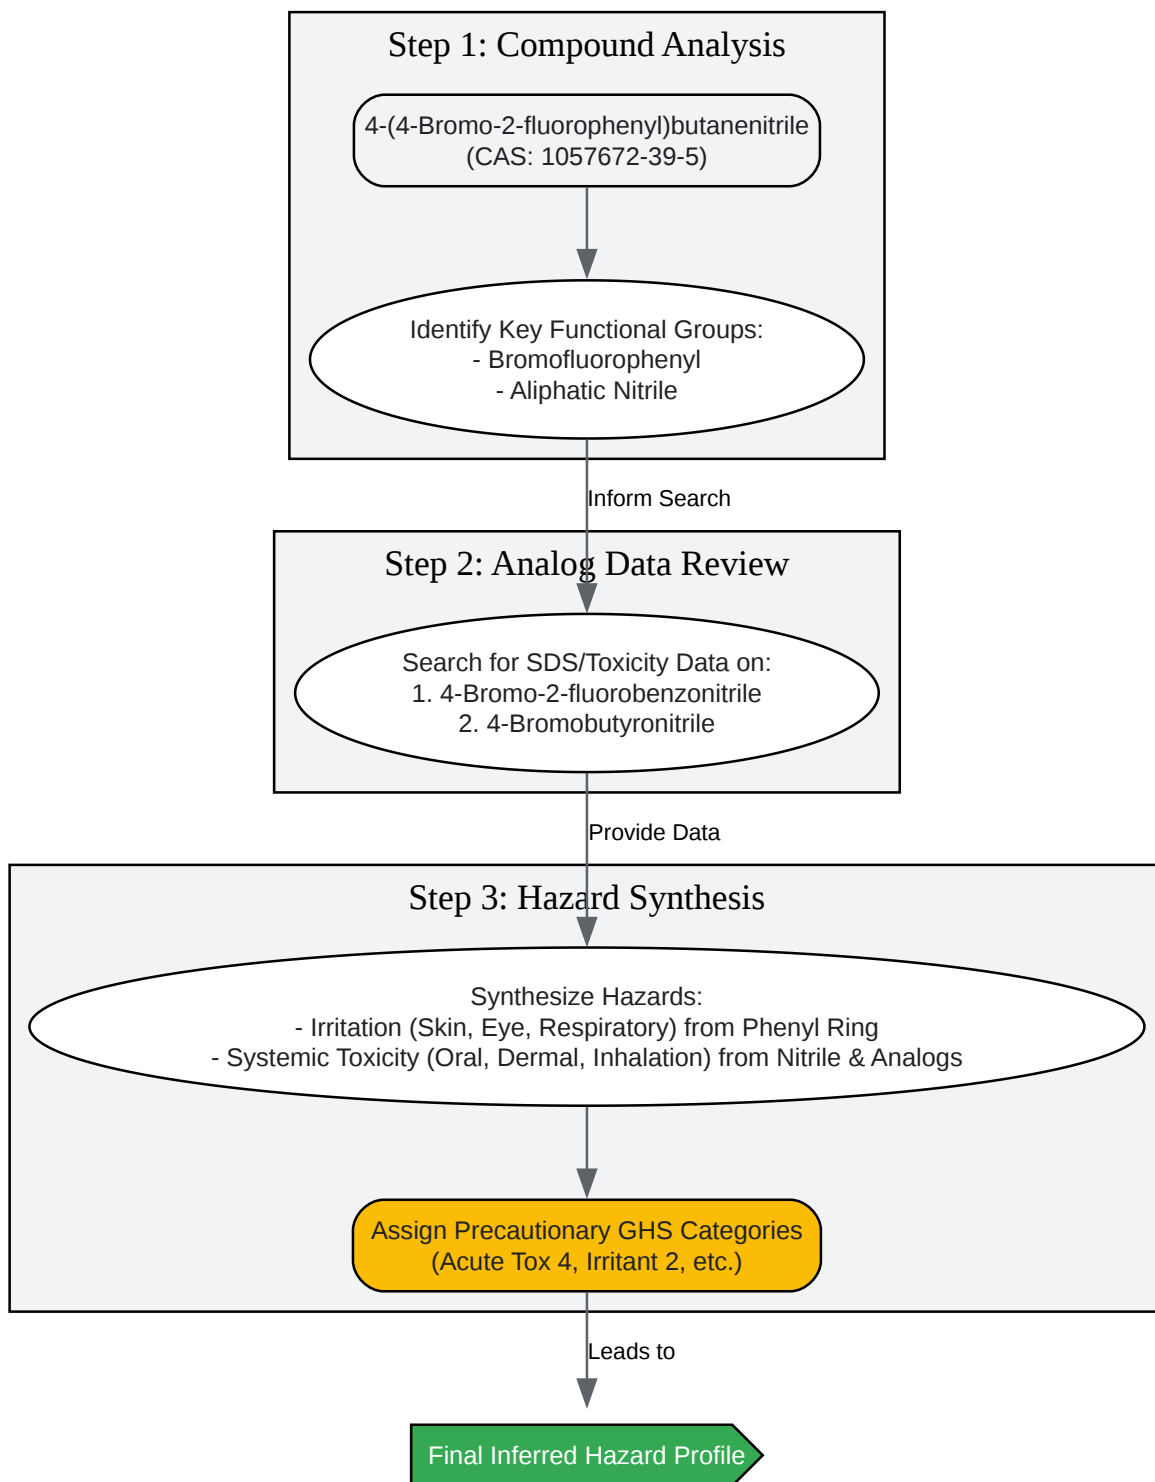 Step 1: Compound Analysis
4-(4-Bromo-2-fluorophenyl)butanenitrile
(CAS: 1057672-39-5)
Identify Key Functional Groups:
- Bromofluorophenyl
- Aliphatic Nitrile
Inform Search
Step 2: Analog Data Review
Search for SDS/Toxicity Data on:
1. 4-Bromo-2-fluorobenzonitrile
2. 4-Bromobutyronitrile
Provide Data
Step 3: Hazard Synthesis
Synthesize Hazards:
- Irritation (Skin, Eye, Respiratory) from Phenyl Ring
- Systemic Toxicity (Oral, Dermal, Inhalation) from Nitrile & Analogs
Assign Precautionary GHS Categories
(Acute Tox 4, Irritant 2, etc.)
Leads to
Final Inferred Hazard Profile